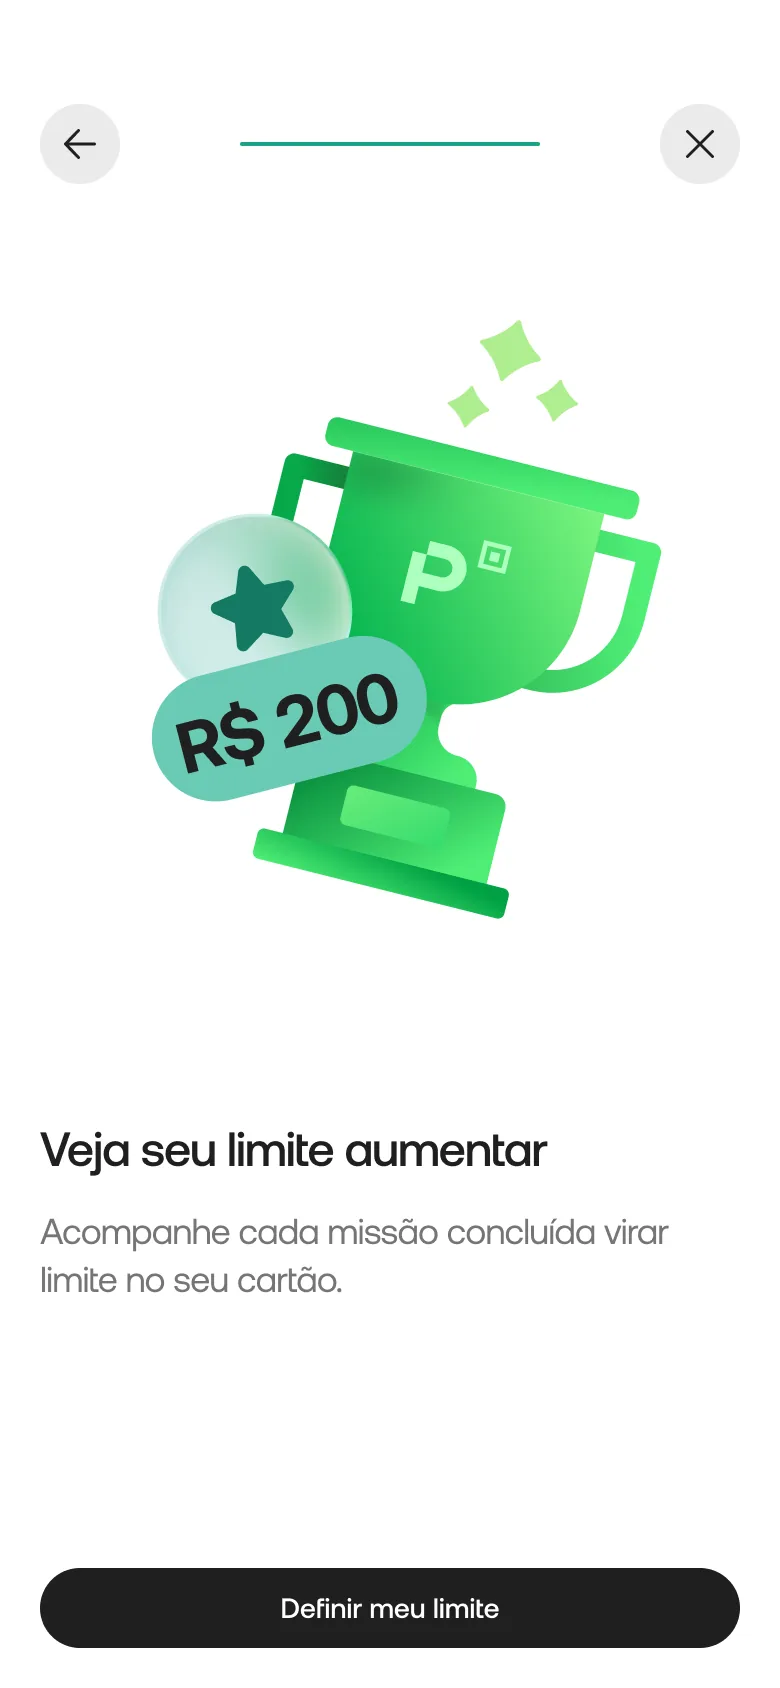 P
R$ 200
Veja seu limite aumentar
Acompanhe cada missão concluída virar
limite no seu cartão.
Definir meu limite